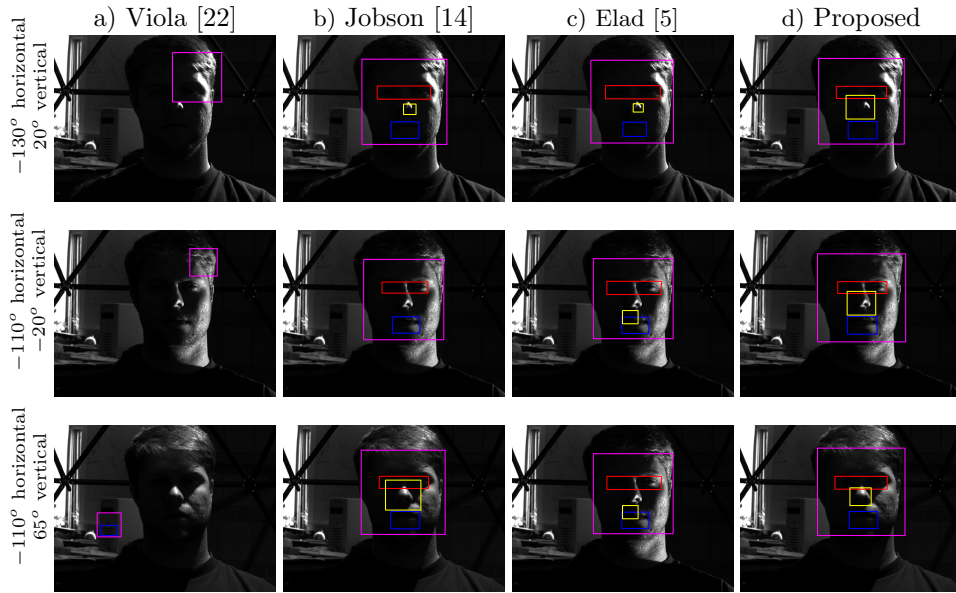 a) Viola [22]
b) Jobson [14]
c) Elad [5]
d) Proposed
−130° horizontal
20° vertical
−110° horizontal
−20° vertical
−110° horizontal
65° vertical